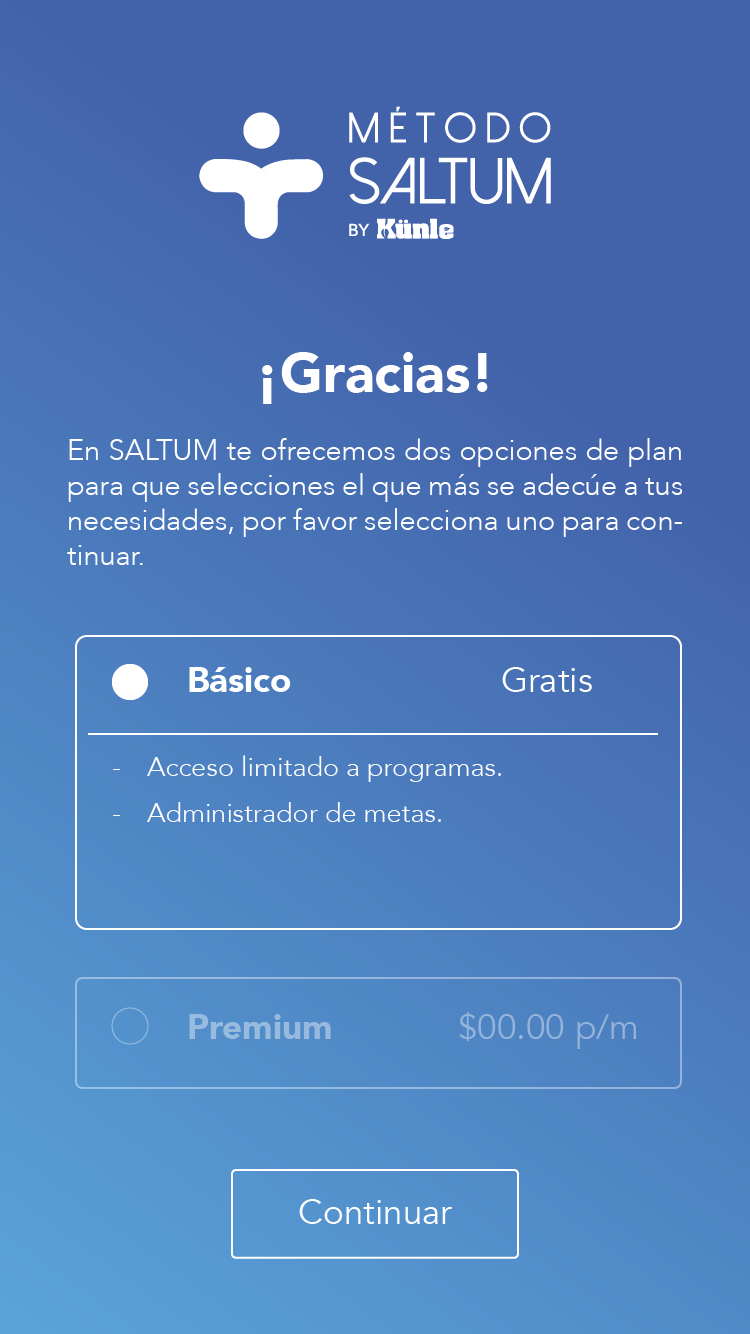 MÉTODO
SALTUM
BY Künle
¡Gracias!
En SALTUM te ofrecemos dos opciones de plan
para que selecciones el que más se adecúe a tus
necesidades, por favor selecciona uno para con-
tinuar.
Básico Gratis
- Acceso limitado a programas.
- Administrador de metas.
Premium $00.00 p/m
Continuar